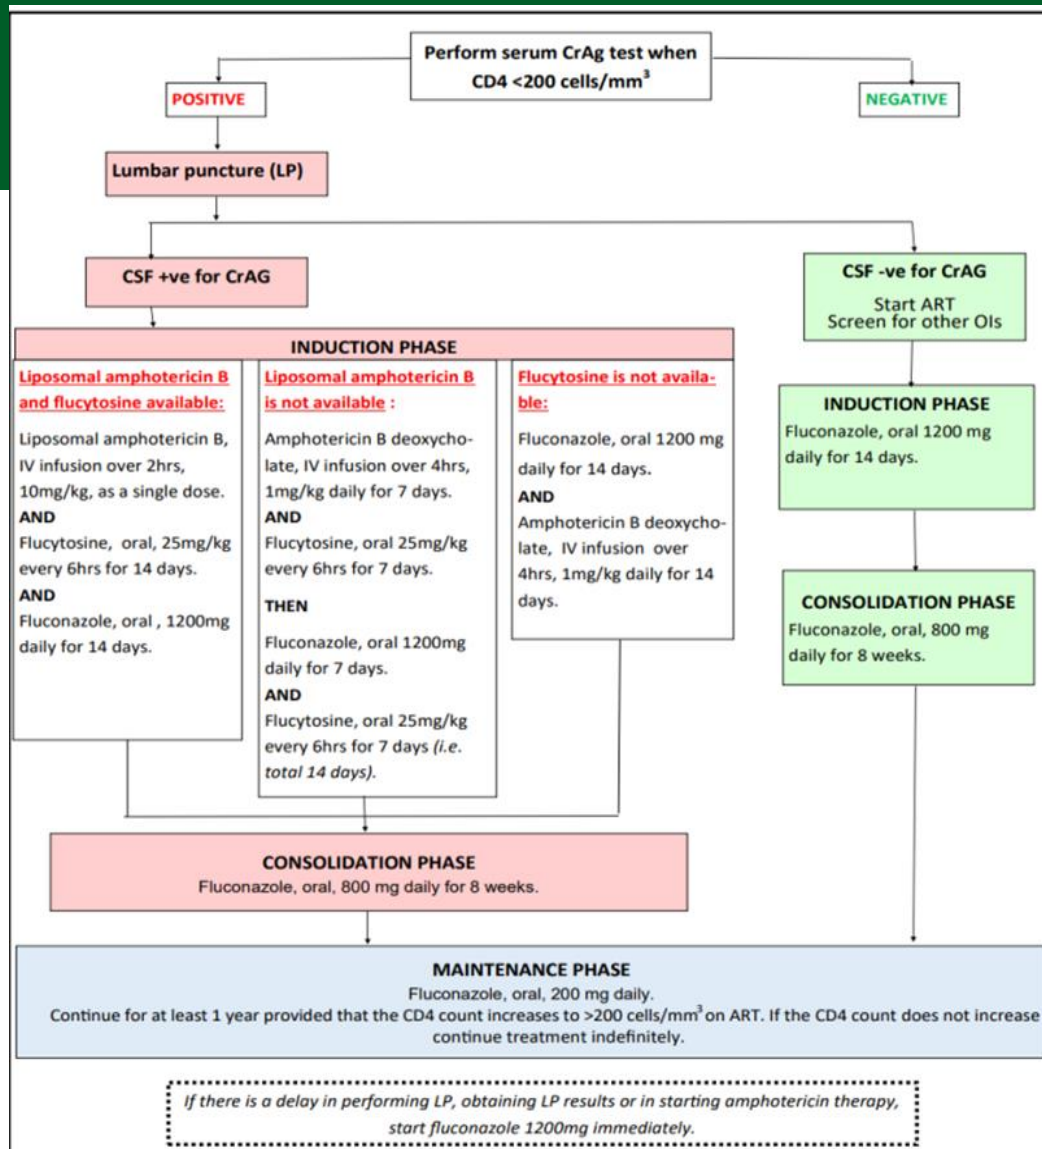 Perform serum CrAg test when
CD4 <200 cells/mm³
POSITIVE
NEGATIVE
Lumbar puncture (LP)
CSF +ve for CrAG
CSF -ve for CrAG
Start ART
Screen for other OIs
INDUCTION PHASE
Liposomal amphotericin B
and flucytosine available:
Liposomal amphotericin B,
IV infusion over 2hrs,
10mg/kg, as a single dose.
AND
Flucytosine, oral, 25mg/kg
every 6hrs for 14 days.
AND
Fluconazole, oral , 1200mg
daily for 14 days.
Liposomal amphotericin B
is not available :
Amphotericin B deoxycho-
late, IV infusion over 4hrs,
1mg/kg daily for 7 days.
AND
Flucytosine, oral 25mg/kg
every 6hrs for 7 days.
THEN
Fluconazole, oral 1200mg
daily for 7 days.
AND
Flucytosine, oral 25mg/kg
every 6hrs for 7 days (i.e.
total 14 days).
Flucytosine is not availa-
ble:
Fluconazole, oral 1200 mg
daily for 14 days.
AND
Amphotericin B deoxycho-
late, IV infusion over
4hrs, 1mg/kg daily for 14
days.
INDUCTION PHASE
Fluconazole, oral 1200 mg
daily for 14 days.
CONSOLIDATION PHASE
Fluconazole, oral, 800 mg
daily for 8 weeks.
CONSOLIDATION PHASE
Fluconazole, oral, 800 mg daily for 8 weeks.
MAINTENANCE PHASE
Fluconazole, oral, 200 mg daily.
Continue for at least 1 year provided that the CD4 count increases to >200 cells/mm³ on ART. If the CD4 count does not increase
continue treatment indefinitely.
If there is a delay in performing LP, obtaining LP results or in starting amphotericin therapy,
start fluconazole 1200mg immediately.